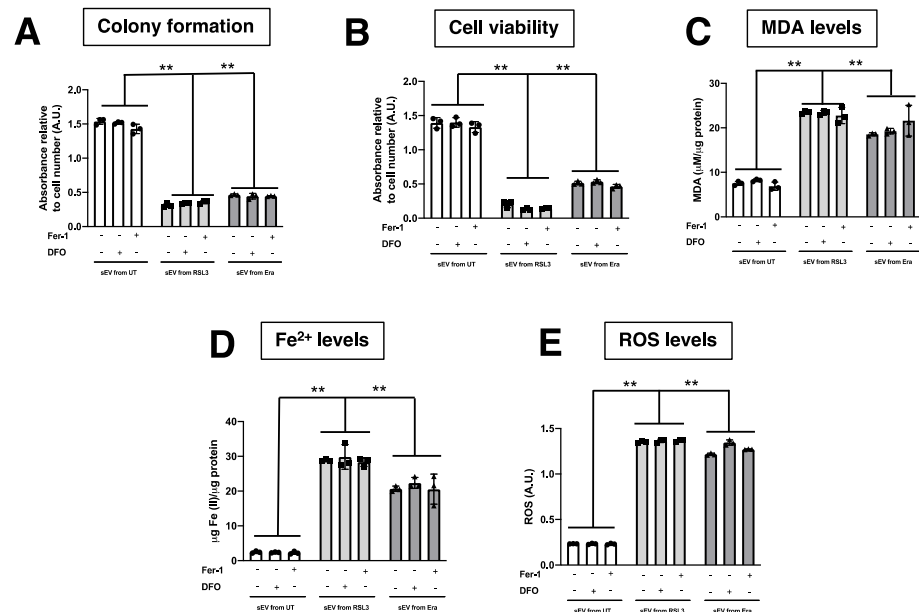 A
Colony formation
**
**
Absorbance relative
to cell number (A.U.)
2.0
1.5
1.0
0.5
0.0
Fer-1 - - + - - + - - +
DFO - + - - + - - + -
sEV from UT sEV from RSL3 sEV from Era
B
Cell viability
**
**
Absorbance relative
to cell number (A.U.)
2.0
1.5
1.0
0.5
0.0
Fer-1 - - + - - + - - +
DFO - + - - + - - + -
sEV from UT sEV from RSL3 sEV from Era
C
MDA levels
**
**
MDA (μM/μg protein)
30
20
10
0
Fer-1 - - + - - + - - +
DFO - + - - + - - + -
sEV from UT sEV from RSL3 sEV from Era
D
Fe²⁺ levels
**
**
μg Fe (II)/μg protein
40
30
20
10
0
Fer-1 - - + - - + - - +
DFO - + - - + - - + -
sEV from UT sEV from RSL3 sEV from Era
E
ROS levels
**
**
ROS (A.U.)
1.5
1.0
0.5
0.0
Fer-1 - - + - - + - - +
DFO - + - - + - - + -
sEV from UT sEV from RSL3 sEV from Era